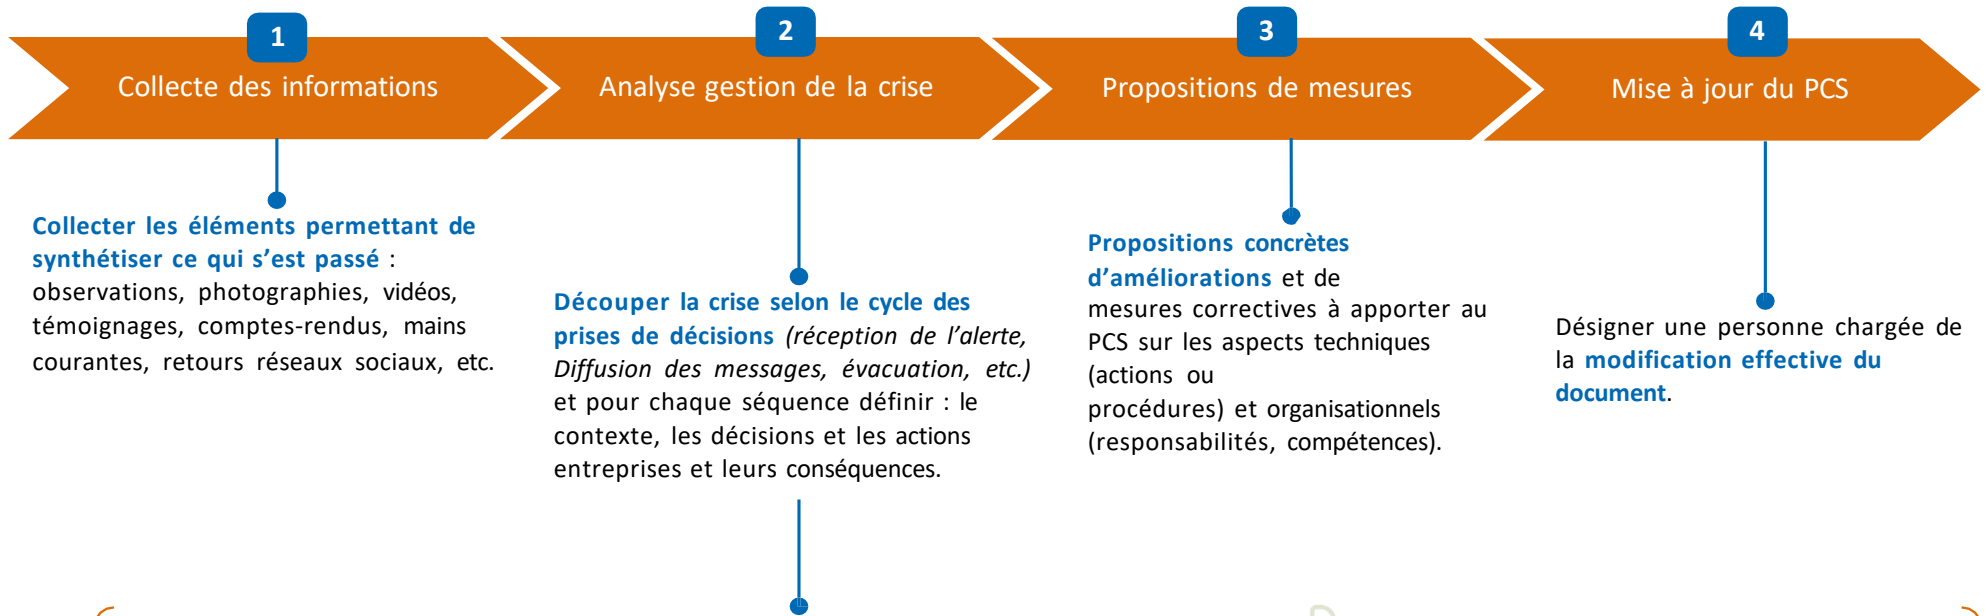 1
Collecte des informations
2
Analyse gestion de la crise
3
Propositions de mesures
4
Mise à jour du PCS
Collecter les éléments permettant de
synthétiser ce qui s’est passé :
observations, photographies, vidéos,
témoignages, comptes-rendus, mains
courantes, retours réseaux sociaux, etc.
Découper la crise selon le cycle des
prises de décisions (réception de l’alerte,
Diffusion des messages, évacuation, etc.)
et pour chaque séquence définir : le
contexte, les décisions et les actions
entreprises et leurs conséquences.
Propositions concrètes
d’améliorations et de
mesures correctives à apporter au
PCS sur les aspects techniques
(actions ou
procédures) et organisationnels
(responsabilités, compétences).
Désigner une personne chargée de
la modification effective du
document.